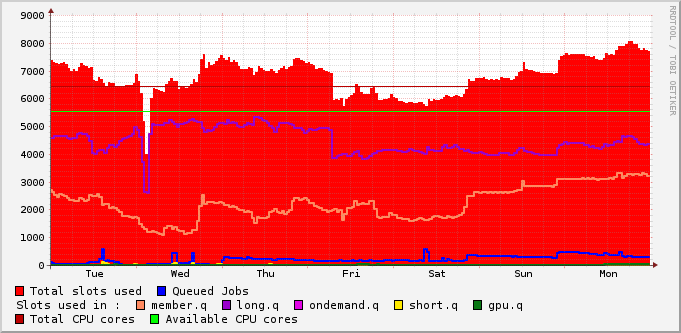 9000
8000
7000
6000
5000
4000
3000
2000
1000
0
Tue Wed Thu Fri Sat Sun Mon
RRDTOOL / TOBI OETIKER
Total slots used Queued Jobs
Slots used in : member.q long.q ondemand.q short.q gpu.q
Total CPU cores Available CPU cores